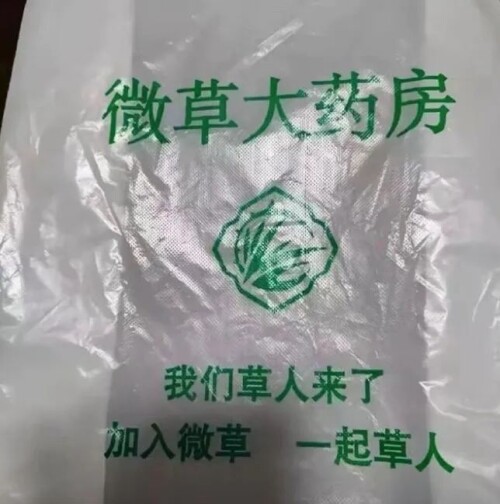 微草大药房
我们草人来了
加入微草 一起草人